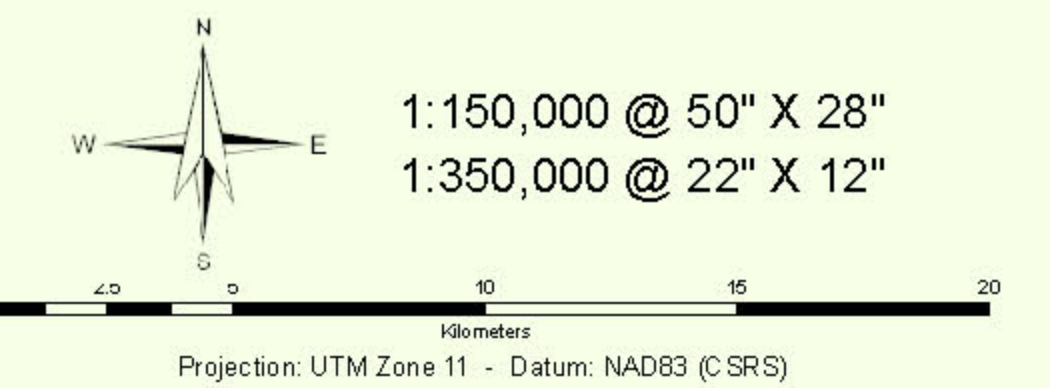 N
W E
1:150,000 @ 50" X 28"
1:350,000 @ 22" X 12"
S
2.5 5 10 15 20
Kilometers
Projection: UTM Zone 11 - Datum: NAD83 (CSRS)